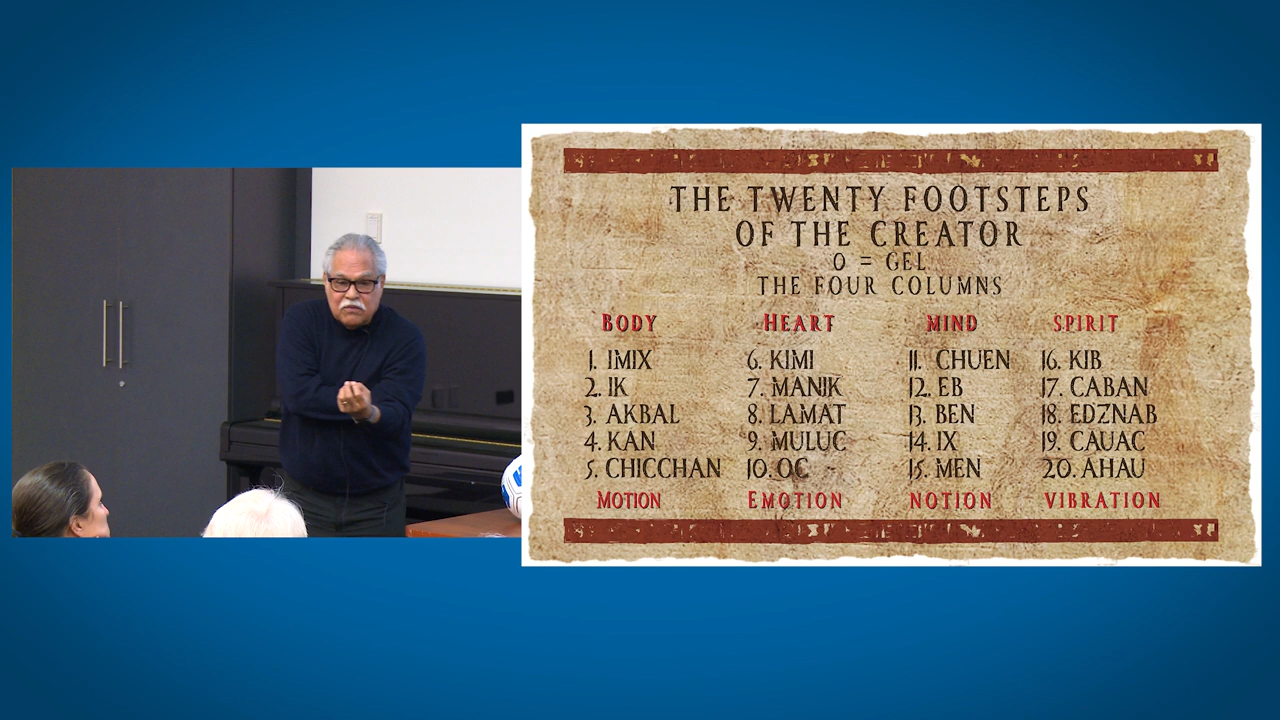 THE TWENTY FOOTSTEPS
OF THE CREATOR
0 = GEL
THE FOUR COLUMNS
BODY HEART MIND SPIRIT
1. IMIX 6. KIMI 11. CHUEN 16. KIB
2. IK 7. MANIK 12. EB 17. CABAN
3. AKBAL 8. LAMAT 13. BEN 18. EDZNAB
4. KAN 9. MULUC 14. IX 19. CAUAC
5. CHICCHAN 10. OC 15. MEN 20. AHAU
MOTION EMOTION NOTION VIBRATION